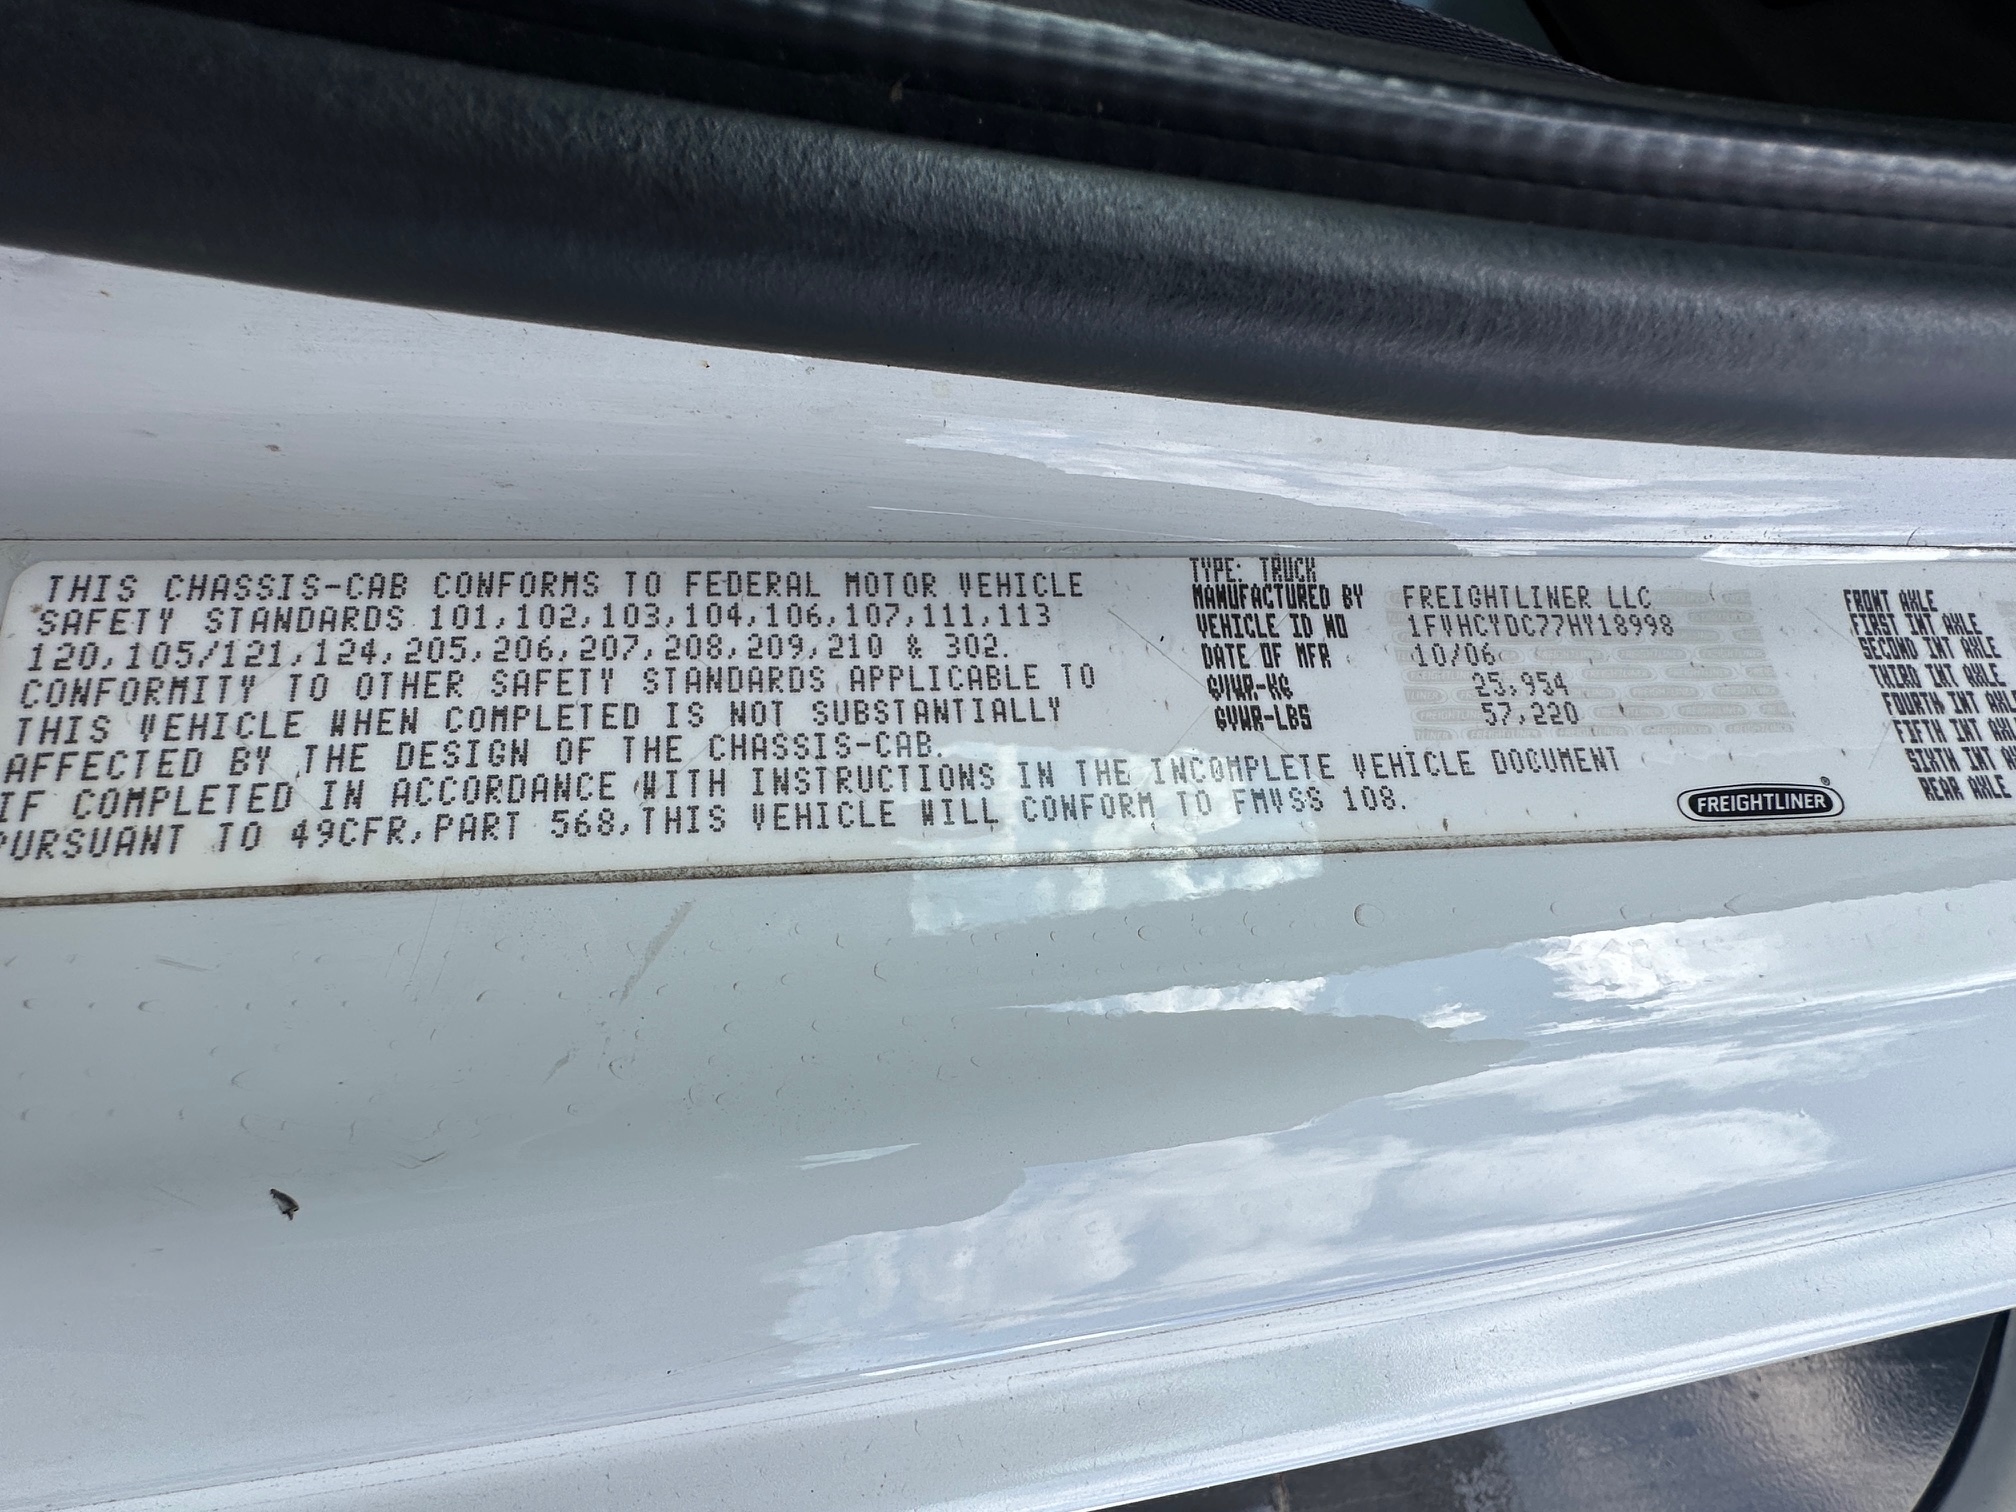 THIS CHASSIS-CAB CONFORMS TO FEDERAL MOTOR VEHICLE
SAFETY STANDARDS 101,102,103,104,106,107,111,113
120,105/121,124,205,206,207,208,209,210 & 302.
CONFORMITY TO OTHER SAFETY STANDARDS APPLICABLE TO
THIS VEHICLE WHEN COMPLETED IS NOT SUBSTANTIALLY
AFFECTED BY THE DESIGN OF THE CHASSIS-CAB.
IF COMPLETED IN ACCORDANCE WITH INSTRUCTIONS IN THE INCOMPLETE VEHICLE DOCUMENT
PURSUANT TO 49CFR,PART 568,THIS VEHICLE WILL CONFORM TO FMVSS 108.
TYPE: TRUCK
MANUFACTURED BY FREIGHTLINER LLC
VEHICLE ID NO 1FVHCYDC77HY18998
DATE OF MFR 10/06
GVWR-KG 25,954
GVWR-LBS 57,220
FREIGHTLINER®
FRONT AXLE
FIRST INT AXLE
SECOND INT AXLE
THIRD INT AXLE
FOURTH INT AXL
FIFTH INT AXL
SIXTH INT A
REAR AXLE